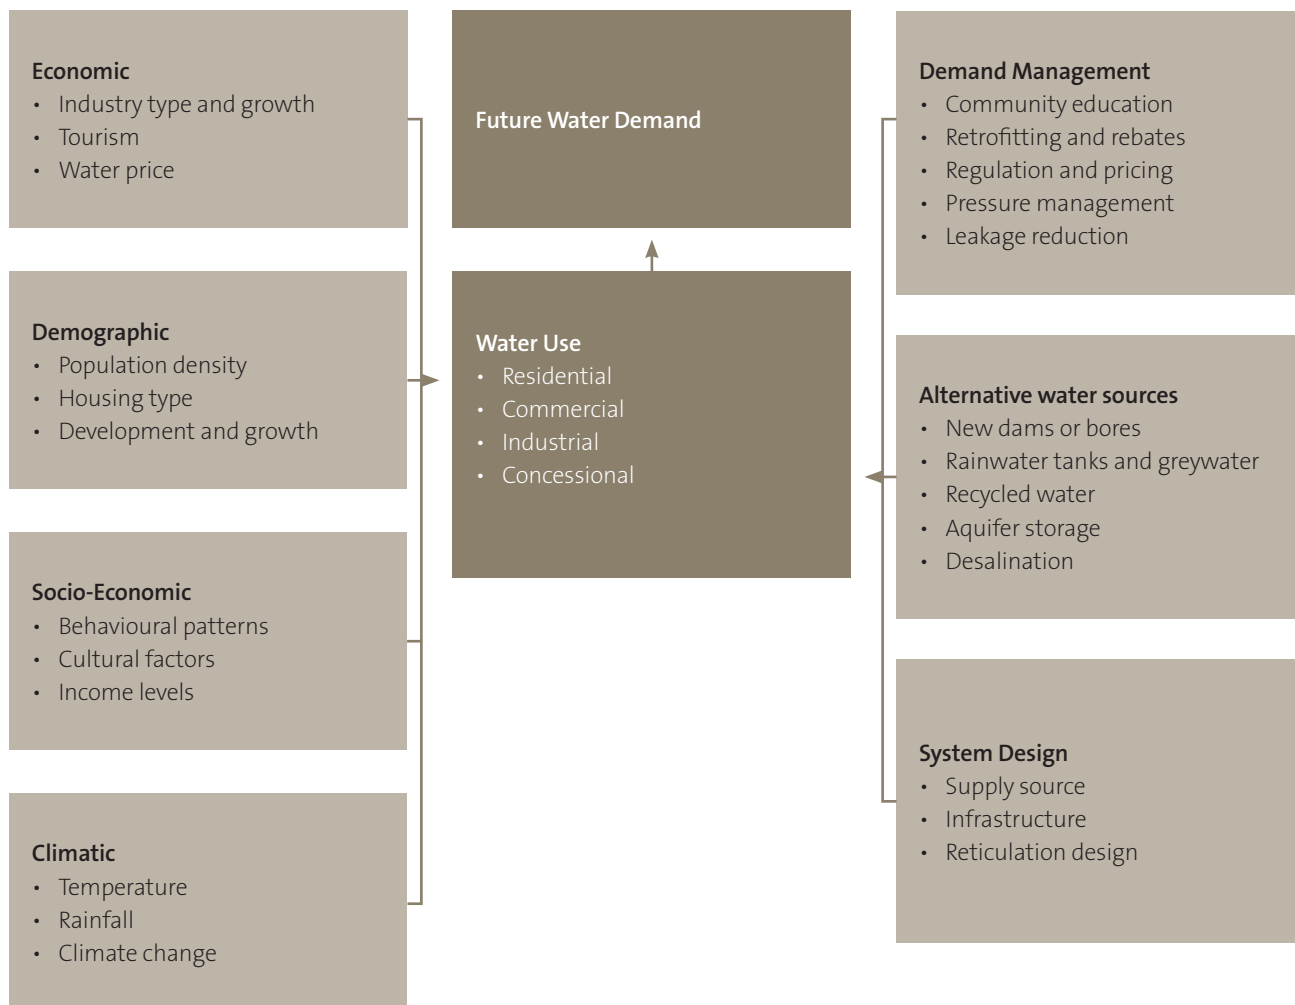 Economic
• Industry type and growth
• Tourism
• Water price
Demographic
• Population density
• Housing type
• Development and growth
Socio-Economic
• Behavioural patterns
• Cultural factors
• Income levels
Climatic
• Temperature
• Rainfall
• Climate change
Future Water Demand
Water Use
• Residential
• Commercial
• Industrial
• Concessional
Demand Management
• Community education
• Retrofitting and rebates
• Regulation and pricing
• Pressure management
• Leakage reduction
Alternative water sources
• New dams or bores
• Rainwater tanks and greywater
• Recycled water
• Aquifer storage
• Desalination
System Design
• Supply source
• Infrastructure
• Reticulation design